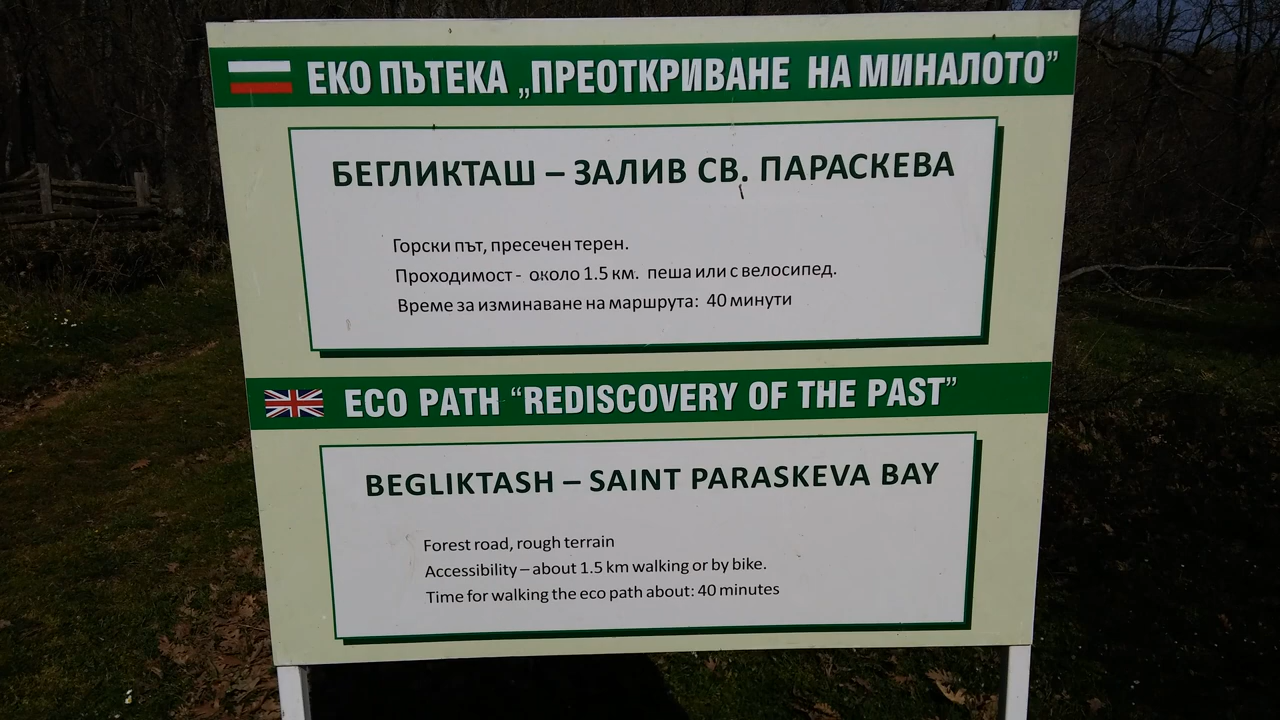 ЕКО ПЪТЕКА „ПРЕОТКРИВАНЕ НА МИНАЛОТО”
БЕГЛИКТАШ – ЗАЛИВ СВ. ПАРАСКЕВА
Горски път, пресечен терен.
Проходимост - около 1.5 км. пеша или с велосипед.
Време за изминаване на маршрута: 40 минути
ECO PATH “REDISCOVERY OF THE PAST”
BEGLIKTASH – SAINT PARASKEVA BAY
Forest road, rough terrain
Accessibility – about 1.5 km walking or by bike.
Time for walking the eco path about: 40 minutes